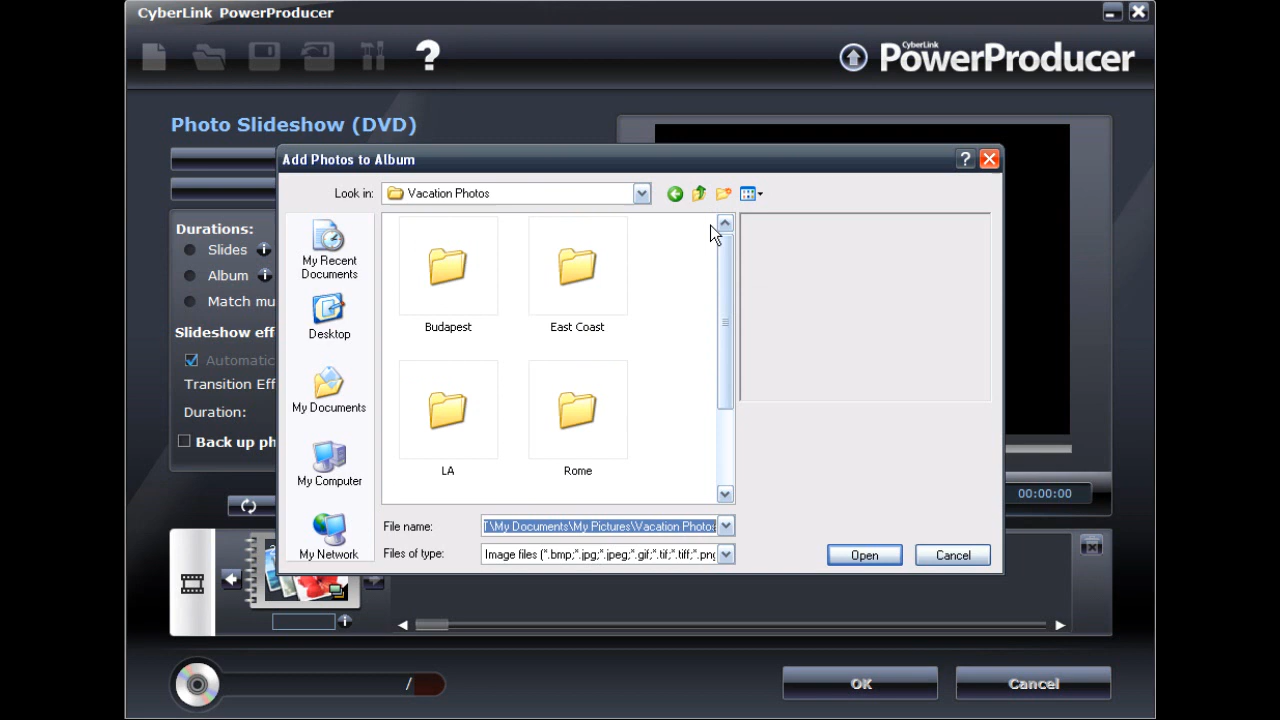 CyberLink PowerProducer
?
CyberLink
PowerProducer
Photo Slideshow (DVD)
Add Photos to Album
?
Look in:
Vacation Photos
Durations:
Slides
i
Album
i
Match mu
Slideshow eff
Automatic
Transition Eff
Duration:
Back up ph
My Recent
Documents
Desktop
My Documents
My Computer
My Network
Budapest
East Coast
LA
Rome
File name:
T\My Documents\My Pictures\Vacation Photos
Files of type:
Image files (*.bmp;*.jpg;*.jpeg;*.gif;*.tif;*.tiff;*.png
Open
Cancel
00:00:00
i
/
OK
Cancel